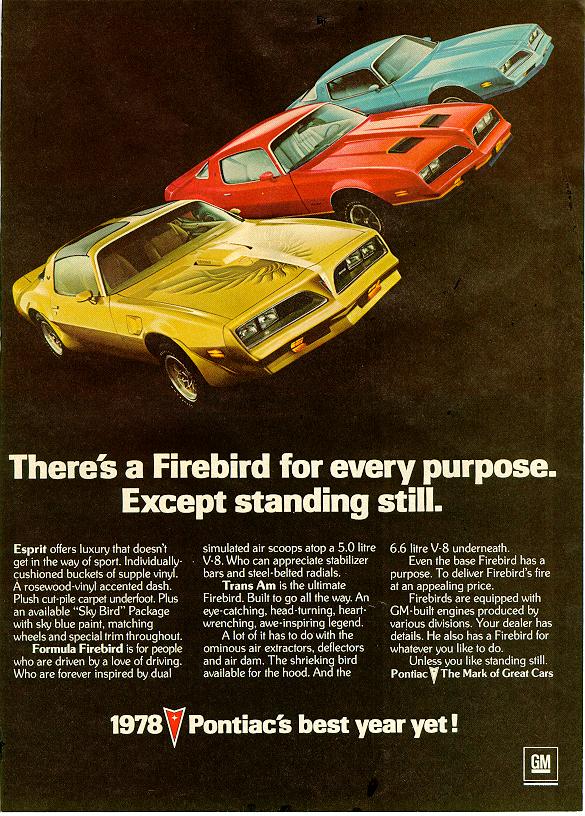 There's a Firebird for every purpose.
Except standing still.
Esprit offers luxury that doesn't
get in the way of sport. Individually-
cushioned buckets of supple vinyl.
A rosewood-vinyl accented dash.
Plush cut-pile carpet underfoot. Plus
an available "Sky Bird" Package
with sky blue paint, matching
wheels and special trim throughout.
Formula Firebird is for people
who are driven by a love of driving.
Who are forever inspired by dual
simulated air scoops atop a 5.0 litre
V-8. Who can appreciate stabilizer
bars and steel-belted radials.
Trans Am is the ultimate
Firebird. Built to go all the way. An
eye-catching, head-turning, heart-
wrenching, awe-inspiring legend.
A lot of it has to do with the
ominous air extractors, deflectors
and air dam. The shrieking bird
available for the hood. And the
6.6 litre V-8 underneath.
Even the base Firebird has a
purpose. To deliver Firebird's fire
at an appealing price.
Firebirds are equipped with
GM-built engines produced by
various divisions. Your dealer has
details. He also has a Firebird for
whatever you like to do.
Unless you like standing still.
Pontiac The Mark of Great Cars
1978 Pontiac's best year yet!
GM